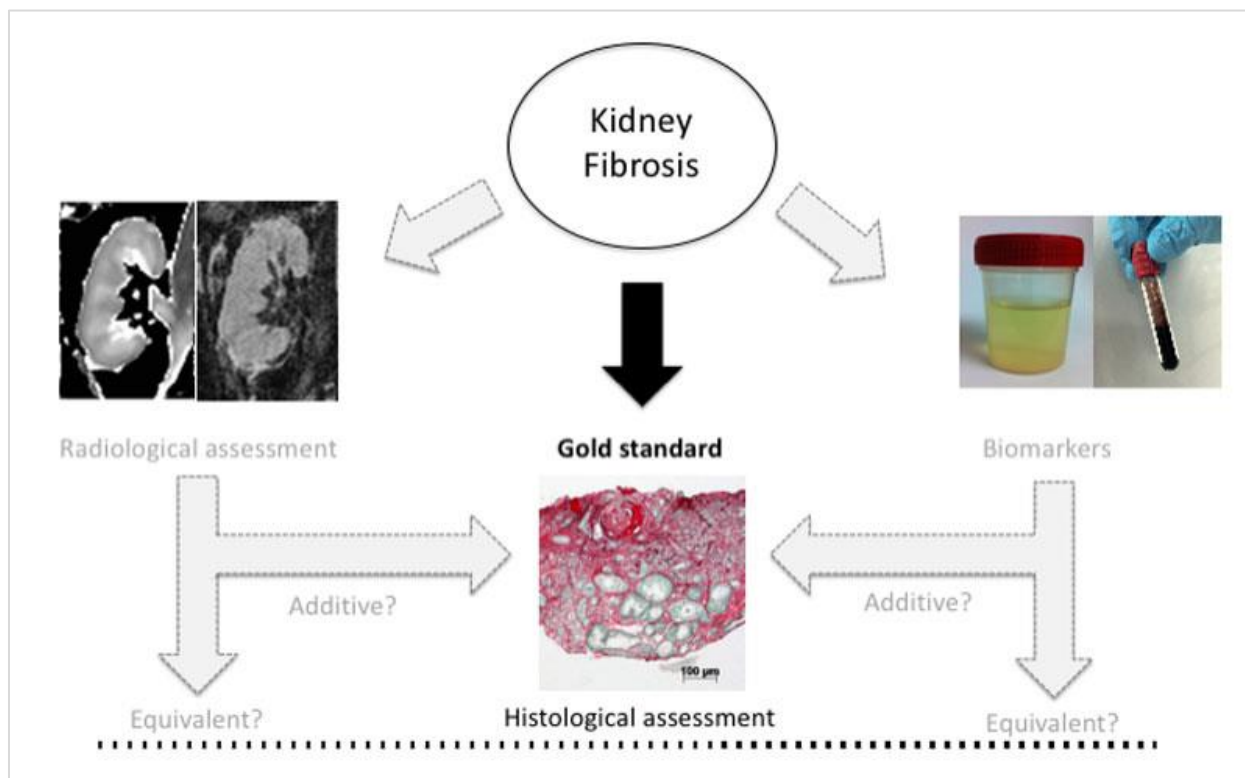 Kidney
Fibrosis
Radiological assessment
Gold standard
Biomarkers
Additive?
Additive?
100 µm
Equivalent?
Histological assessment
Equivalent?